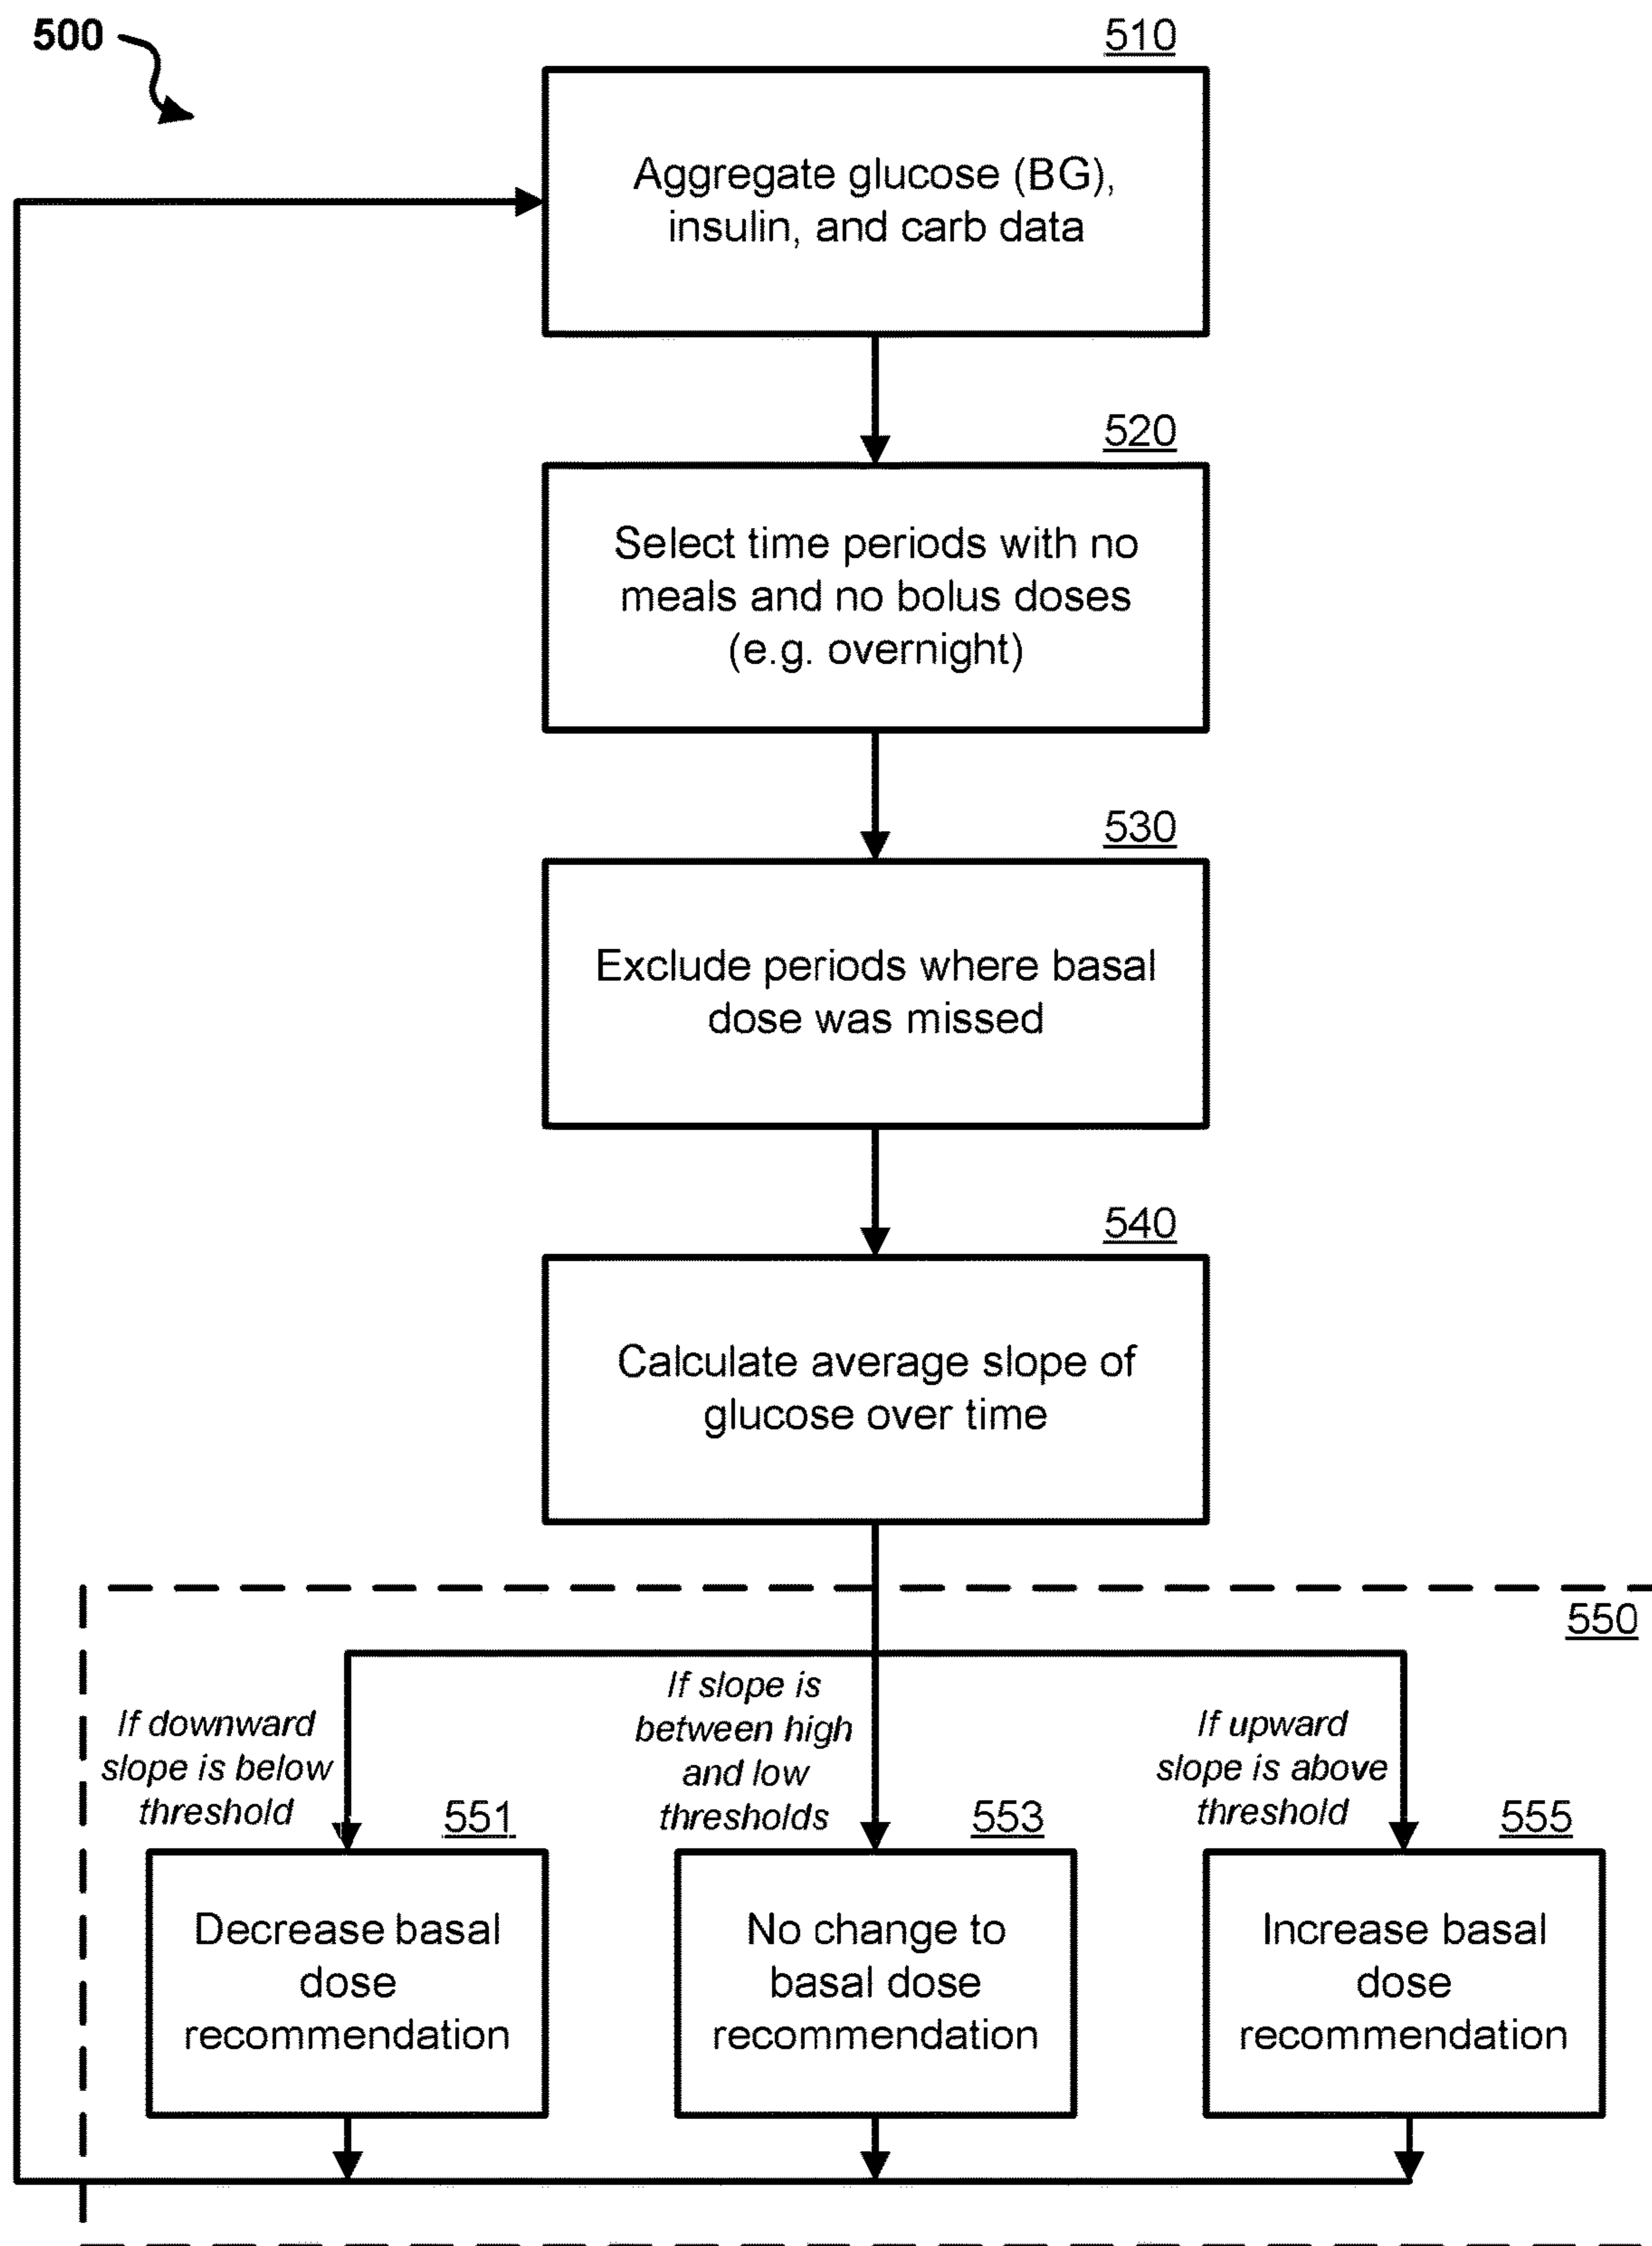 500
510
Aggregate glucose (BG),
insulin, and carb data
520
Select time periods with no
meals and no bolus doses
(e.g. overnight)
530
Exclude periods where basal
dose was missed
540
Calculate average slope of
glucose over time
550
If downward
slope is below
threshold
If slope is
between high
and low
thresholds
If upward
slope is above
threshold
551
Decrease basal
dose
recommendation
553
No change to
basal dose
recommendation
555
Increase basal
dose
recommendation